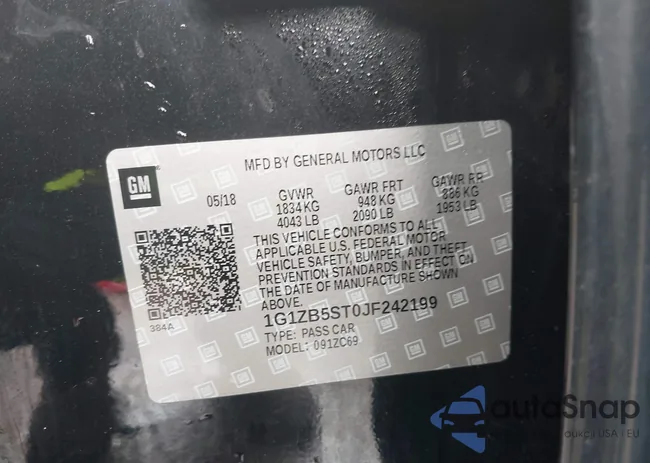 MFD BY GENERAL MOTORS LLC
GM
05/18 GVWR GAWR FRT GAWR RR
1834 KG 948 KG 886 KG
4043 LB 2090 LB 1953 LB
THIS VEHICLE CONFORMS TO ALL
APPLICABLE U.S. FEDERAL MOTOR
VEHICLE SAFETY, BUMPER, AND THEFT
PREVENTION STANDARDS IN EFFECT ON
THE DATE OF MANUFACTURE SHOWN
ABOVE.
384A
1G1ZB5ST0JF242199
TYPE: PASS CAR
MODEL: 091ZC69
autoSnap
USA / EU